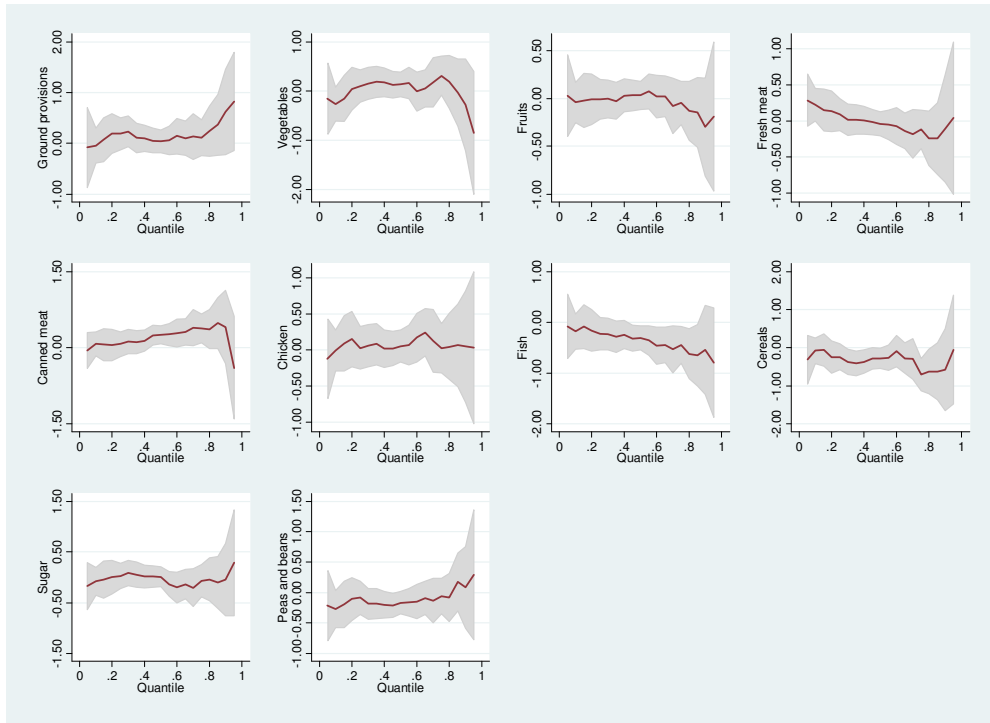 Ground provisions
-1.00 0.00 1.00 2.00
0 .2 .4 .6 .8 1
Quantile
Vegetables
-2.00 -1.00 0.00 1.00
0 .2 .4 .6 .8 1
Quantile
Fruits
-1.00 -0.50 0.00 0.50
0 .2 .4 .6 .8 1
Quantile
Fresh meat
-1.00 -0.50 0.00 0.50 1.00
0 .2 .4 .6 .8 1
Quantile
Canned meat
-1.50 0.00 1.50
0 .2 .4 .6 .8 1
Quantile
Chicken
-1.00 -0.50 0.00 0.50 1.00
0 .2 .4 .6 .8 1
Quantile
Fish
-2.00 -1.00 0.00 1.00
0 .2 .4 .6 .8 1
Quantile
Cereals
-2.00 -1.00 0.00 1.00 2.00
0 .2 .4 .6 .8 1
Quantile
Sugar
-1.50 -0.50 0.50 1.50
0 .2 .4 .6 .8 1
Quantile
Peas and beans
-1.00 -0.50 0.00 0.50 1.00 1.50
0 .2 .4 .6 .8 1
Quantile